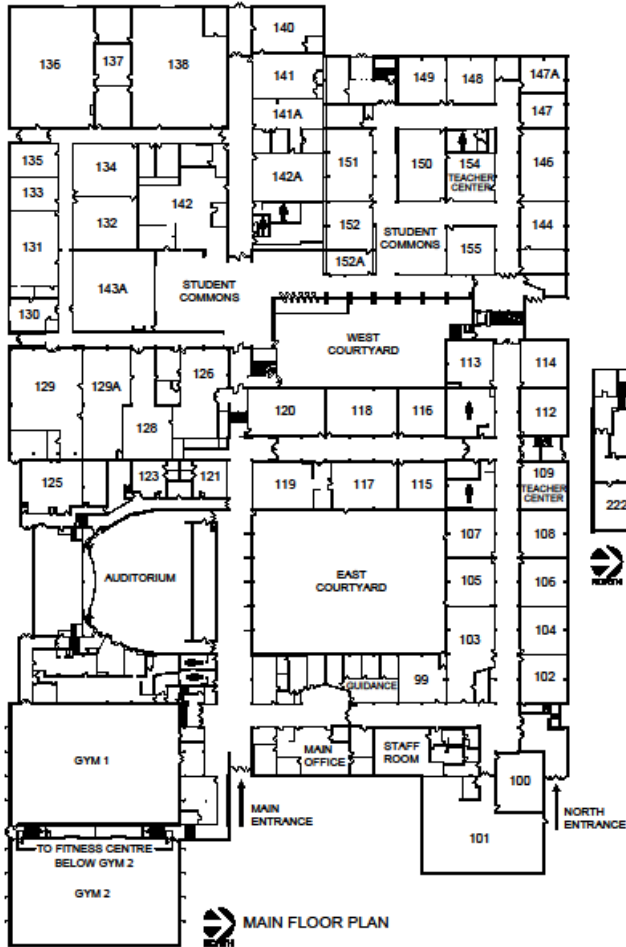 140
136
137
138
141
149
148
147A
141A
147
135
134
151
150
154
TEACHER
CENTER
146
133
142
142A
132
131
152
STUDENT
COMMONS
144
155
152A
143A
STUDENT
COMMONS
130
WEST
COURTYARD
113
114
129
129A
126
128
120
118
116
112
125
123
121
119
117
115
109
TEACHER
CENTER
222
NORTH
107
108
AUDITORIUM
EAST
COURTYARD
105
106
103
104
GUIDANCE
99
102
GYM 1
MAIN
OFFICE
STAFF
ROOM
100
MAIN
ENTRANCE
NORTH
ENTRANCE
101
TO FITNESS CENTRE
BELOW GYM 2
GYM 2
NORTH
MAIN FLOOR PLAN